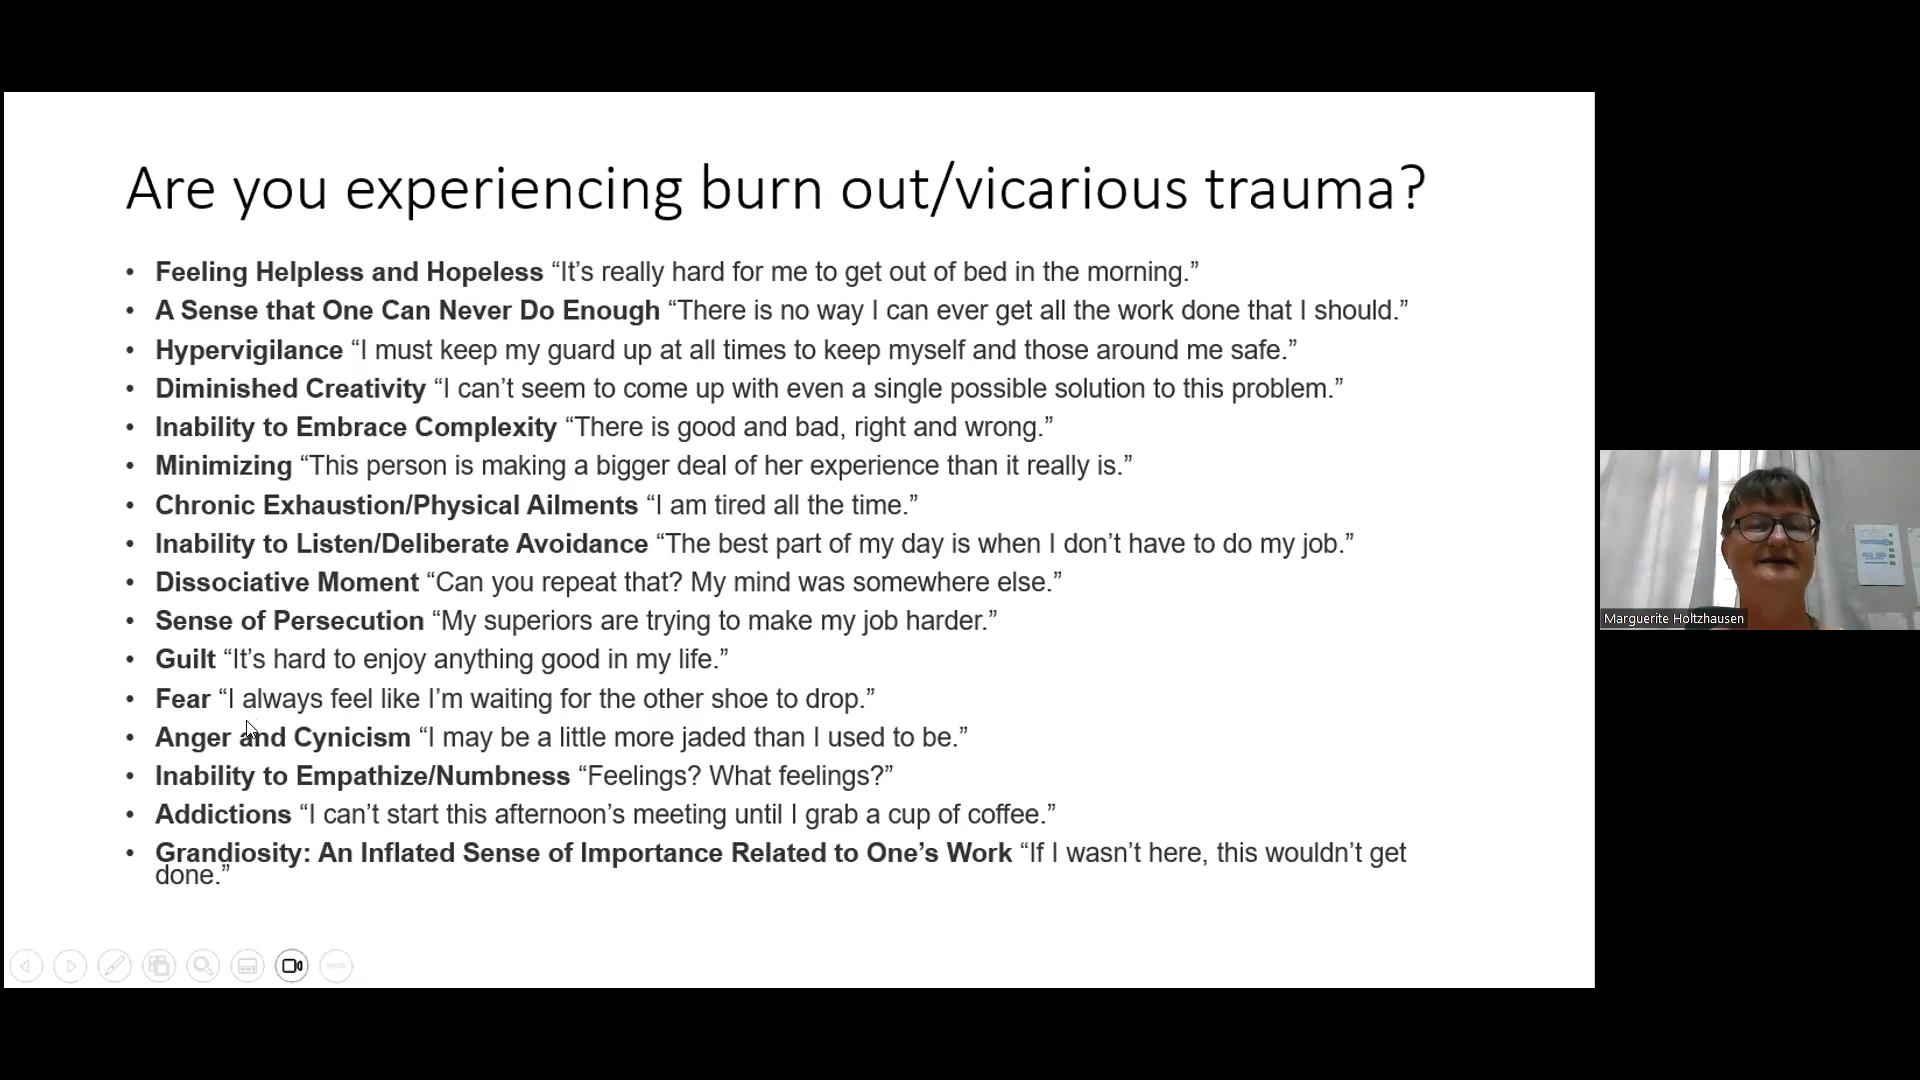 Are you experiencing burn out/vicarious trauma?
• Feeling Helpless and Hopeless “It’s really hard for me to get out of bed in the morning.”
• A Sense that One Can Never Do Enough “There is no way I can ever get all the work done that I should.”
• Hypervigilance “I must keep my guard up at all times to keep myself and those around me safe.”
• Diminished Creativity “I can’t seem to come up with even a single possible solution to this problem.”
• Inability to Embrace Complexity “There is good and bad, right and wrong.”
• Minimizing “This person is making a bigger deal of her experience than it really is.”
• Chronic Exhaustion/Physical Ailments “I am tired all the time.”
• Inability to Listen/Deliberate Avoidance “The best part of my day is when I don’t have to do my job.”
• Dissociative Moment “Can you repeat that? My mind was somewhere else.”
• Sense of Persecution “My superiors are trying to make my job harder.”
• Guilt “It’s hard to enjoy anything good in my life.”
• Fear “I always feel like I’m waiting for the other shoe to drop.”
• Anger and Cynicism “I may be a little more jaded than I used to be.”
• Inability to Empathize/Numbness “Feelings? What feelings?”
• Addictions “I can’t start this afternoon’s meeting until I grab a cup of coffee.”
• Grandiosity: An Inflated Sense of Importance Related to One’s Work “If I wasn’t here, this wouldn’t get
done.”
Marguerite Holtzhausen